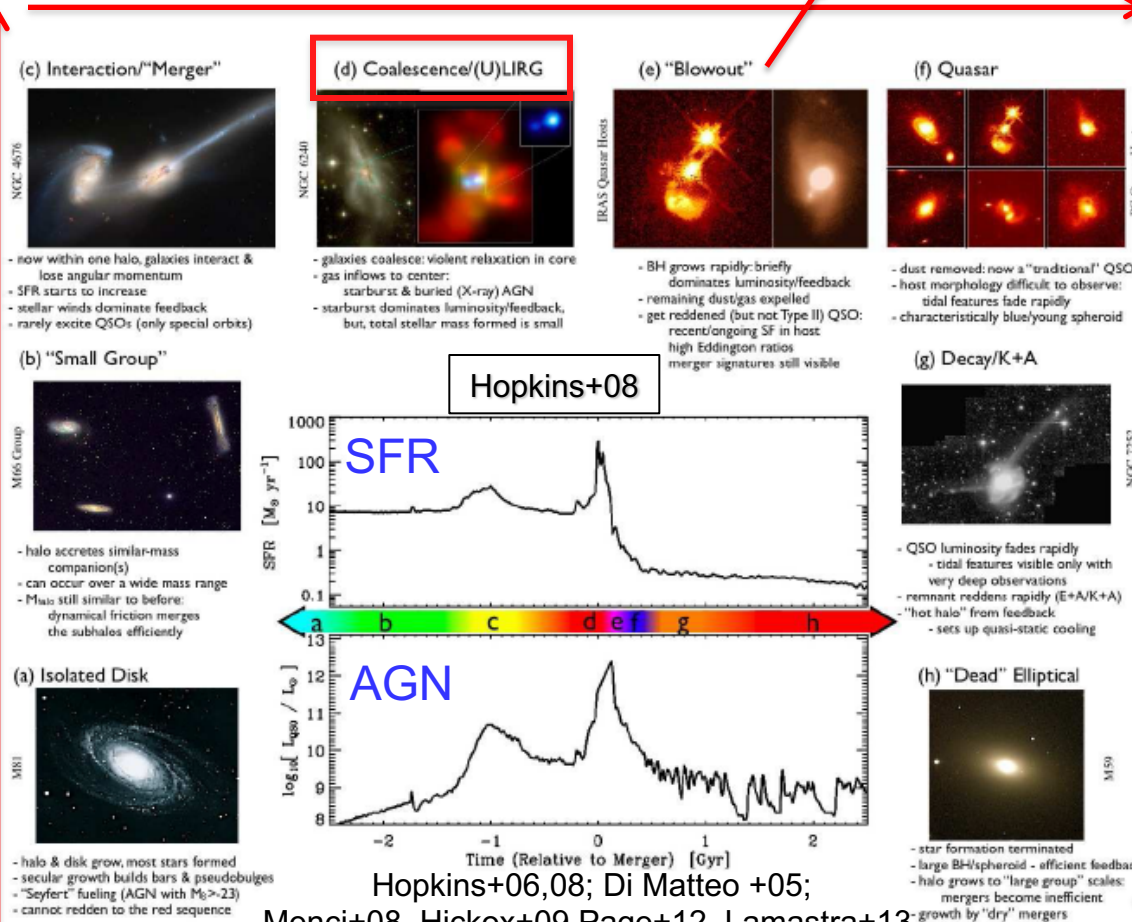 (c) Interaction/"Merger"
NGC 4676
- now within one halo, galaxies interact &
lose angular momentum
- SFR starts to increase
- stellar winds dominate feedback
- rarely excite QSOs (only special orbits)
(d) Coalescence/(U)LIRG
NGC 6240
- galaxies coalesce: violent relaxation in core
- gas inflows to center:
starburst & buried (X-ray) AGN
- starburst dominates luminosity/feedback,
but, total stellar mass formed is small
(e) "Blowout"
IRAS Quasar Hosts
- BH grows rapidly: briefly
dominates luminosity/feedback
- remaining dust/gas expelled
- get reddened (but not Type II) QSO:
recent/ongoing SF in host
high Eddington ratios
merger signatures still visible
(f) Quasar
- dust removed: now a "traditional" QSO
- host morphology difficult to observe:
tidal features fade rapidly
- characteristically blue/young spheroid
(b) "Small Group"
M66 Group
- halo accretes similar-mass
companion(s)
- can occur over a wide mass range
- Mhalo still similar to before:
dynamical friction merges
the subhalos efficiently
Hopkins+08
SFR
SFR [M☉ yr⁻¹]
1000
100
10
1
0.1
a b c d e f g h
AGN
log₁₀[ L_QSO / L☉ ]
13
12
11
10
9
8
-2 -1 0 1 2
Time (Relative to Merger) [Gyr]
(g) Decay/K+A
NGC 7252
- QSO luminosity fades rapidly
- tidal features visible only with
very deep observations
- remnant reddens rapidly (E+A/K+A)
- "hot halo" from feedback
- sets up quasi-static cooling
(a) Isolated Disk
M81
- halo & disk grow, most stars formed
- secular growth builds bars & pseudobulges
- "Seyfert" fueling (AGN with MB>-23)
- cannot redden to the red sequence
(h) "Dead" Elliptical
M59
- star formation terminated
- large BH/spheroid - efficient feedbac
- halo grows to "large group" scales:
mergers become inefficient
- growth by "dry" mergers
Hopkins+06,08; Di Matteo +05;
Menci+08, Hickox+09 Page+12, Lamastra+13